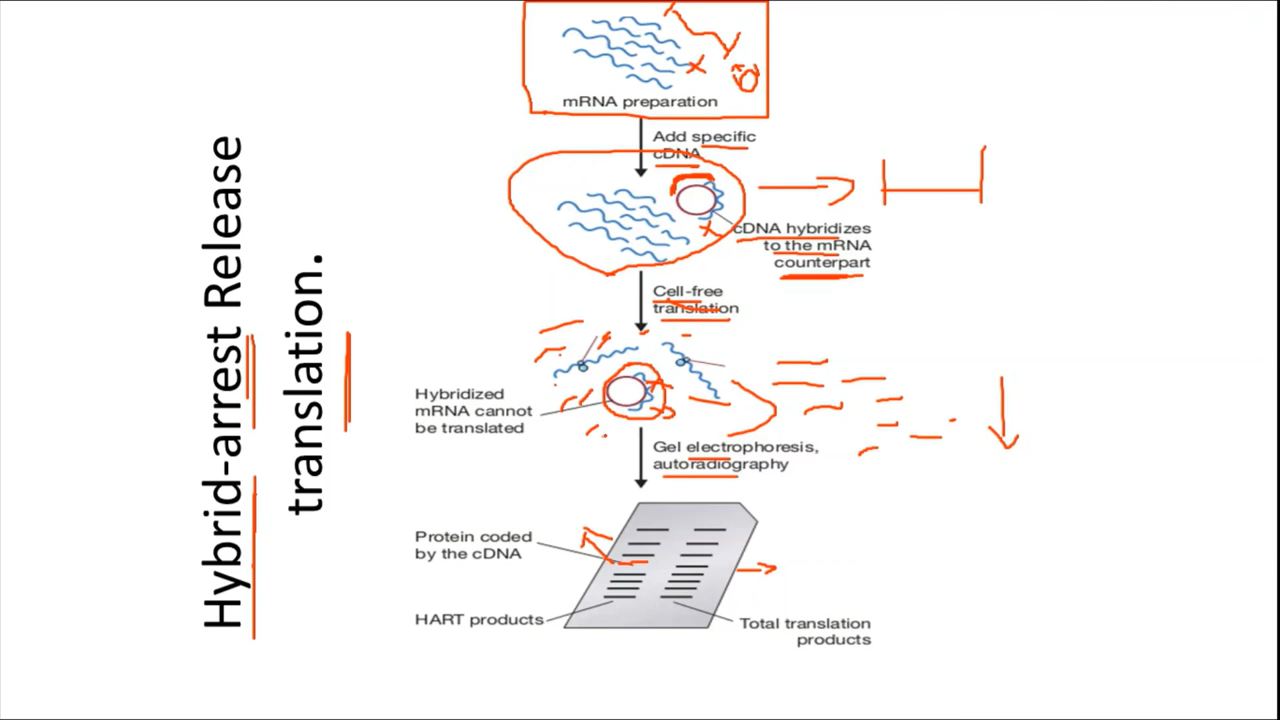 Hybrid-arrest Release
translation.
mRNA preparation
Add specific
cDNA
cDNA hybridizes
to the mRNA
counterpart
Cell-free
translation
Hybridized
mRNA cannot
be translated
Gel electrophoresis,
autoradiography
Protein coded
by the cDNA
HART products
Total translation
products